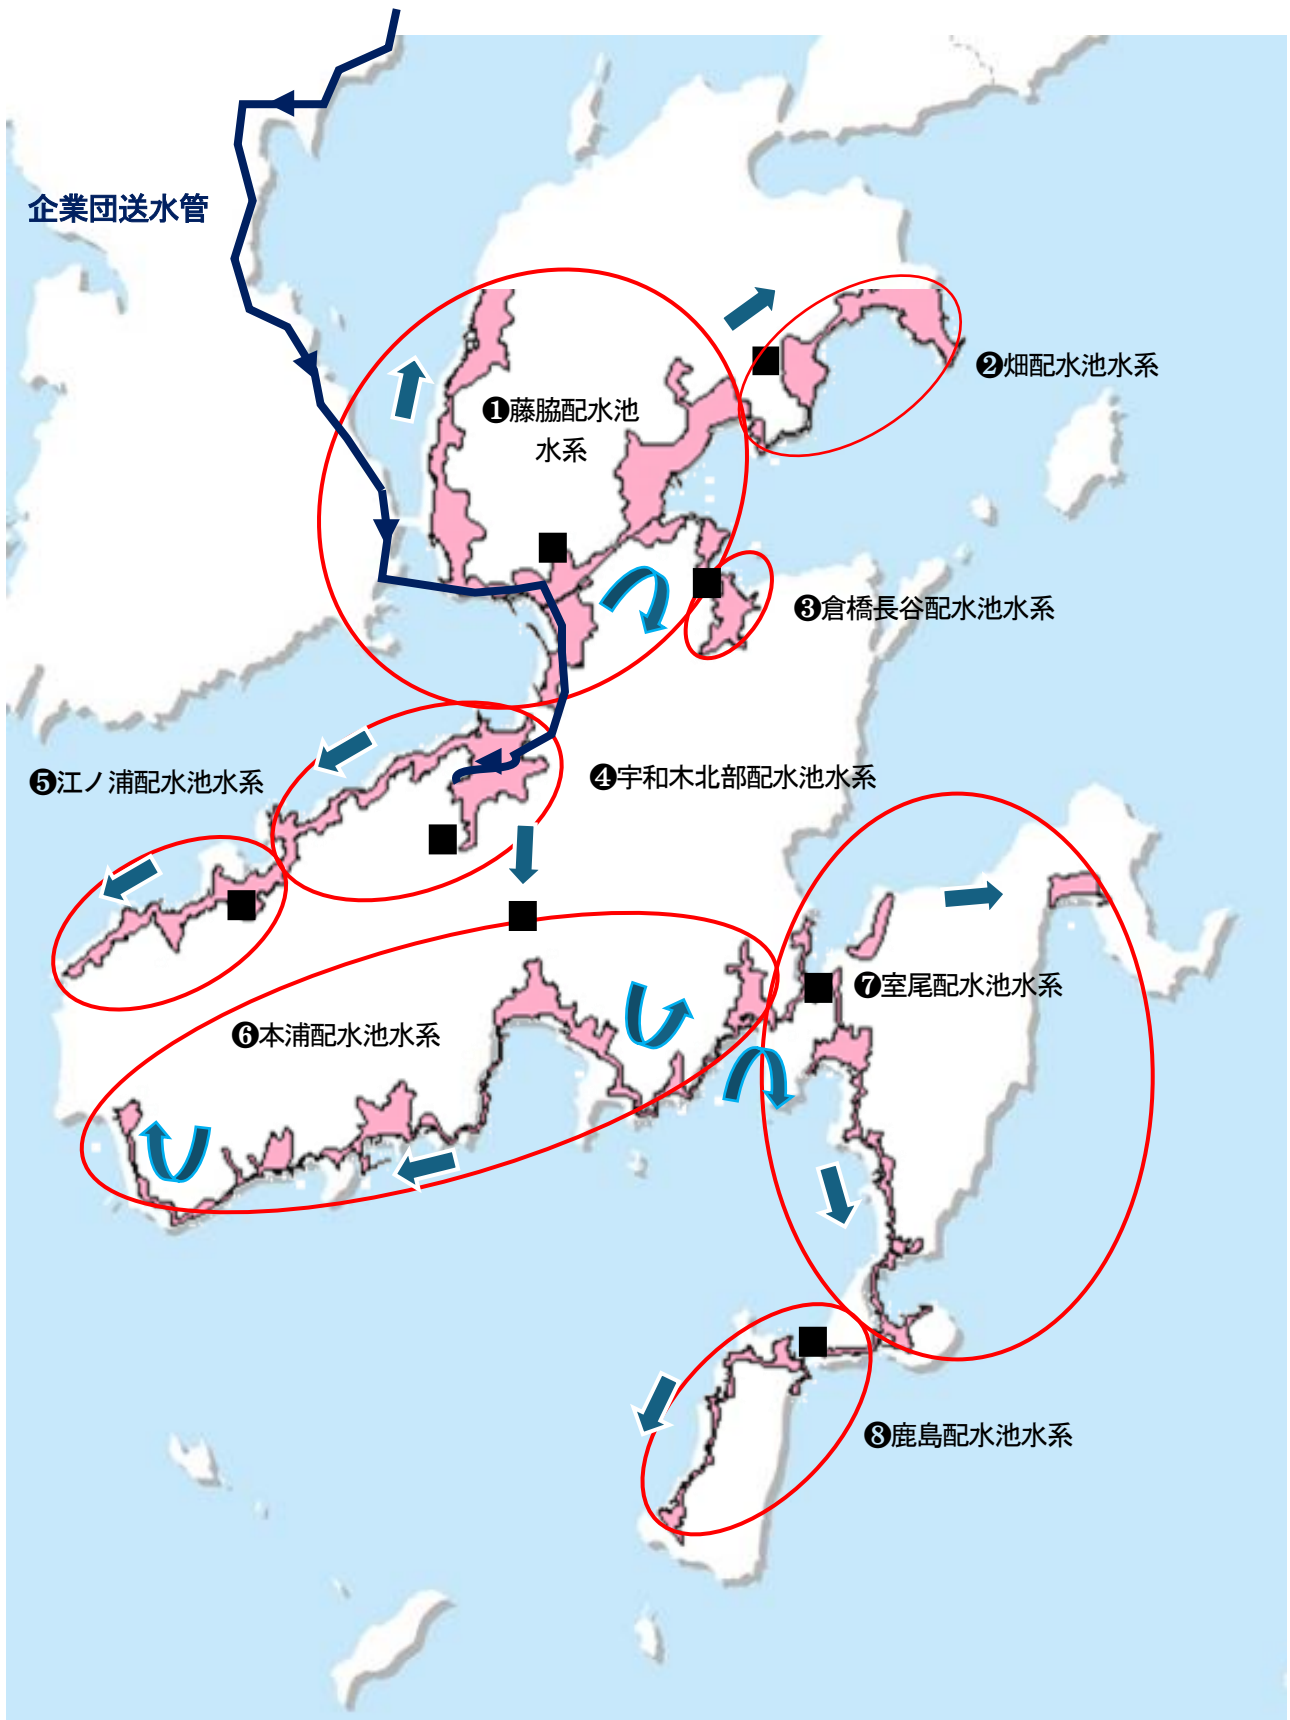 企業団送水管
❷畑配水池水系
❶藤脇配水池
水系
❸倉橋長谷配水池水系
❺江ノ浦配水池水系
❹宇和木北部配水池水系
❼室尾配水池水系
❻本浦配水池水系
❽鹿島配水池水系